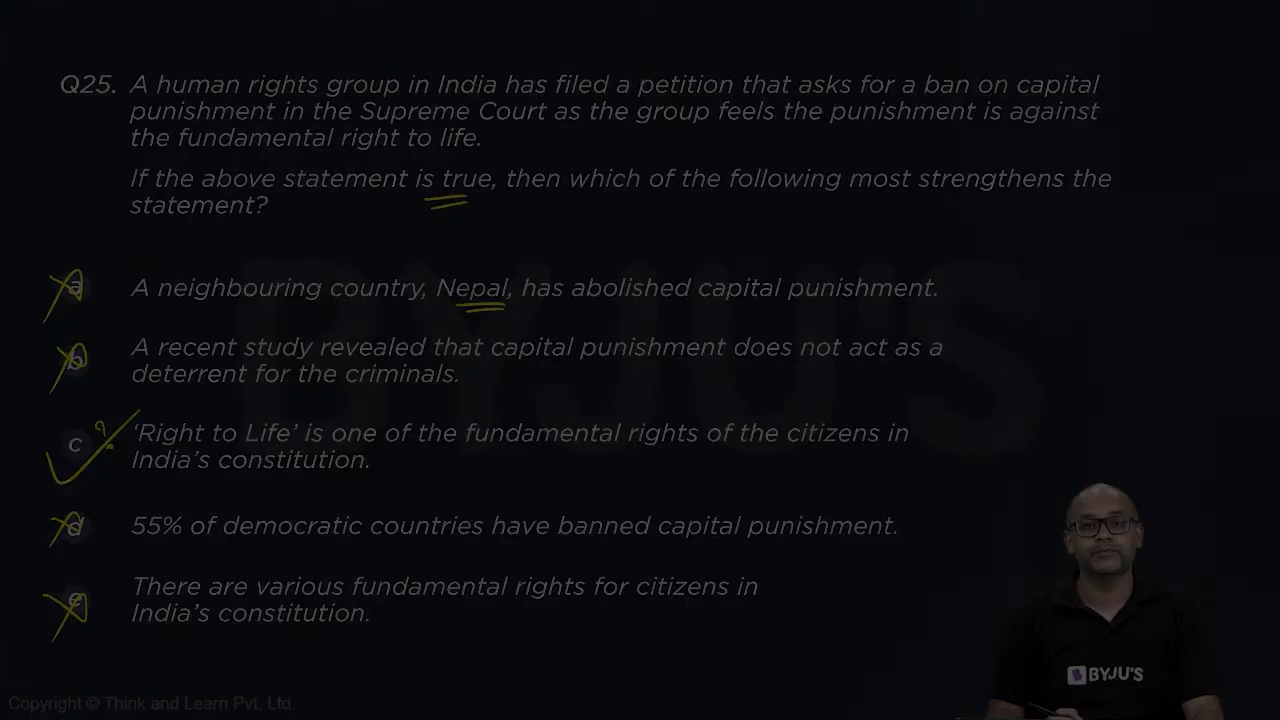 Q25. A human rights group in India has filed a petition that asks for a ban on capital
punishment in the Supreme Court as the group feels the punishment is against
the fundamental right to life.
If the above statement is true, then which of the following most strengthens the
statement?
a A neighbouring country, Nepal, has abolished capital punishment.
b A recent study revealed that capital punishment does not act as a
deterrent for the criminals.
c 'Right to Life' is one of the fundamental rights of the citizens in
India's constitution.
d 55% of democratic countries have banned capital punishment.
e There are various fundamental rights for citizens in
India's constitution.
BYJU'S
BYJU'S
Copyright © Think and Learn Pvt. Ltd.